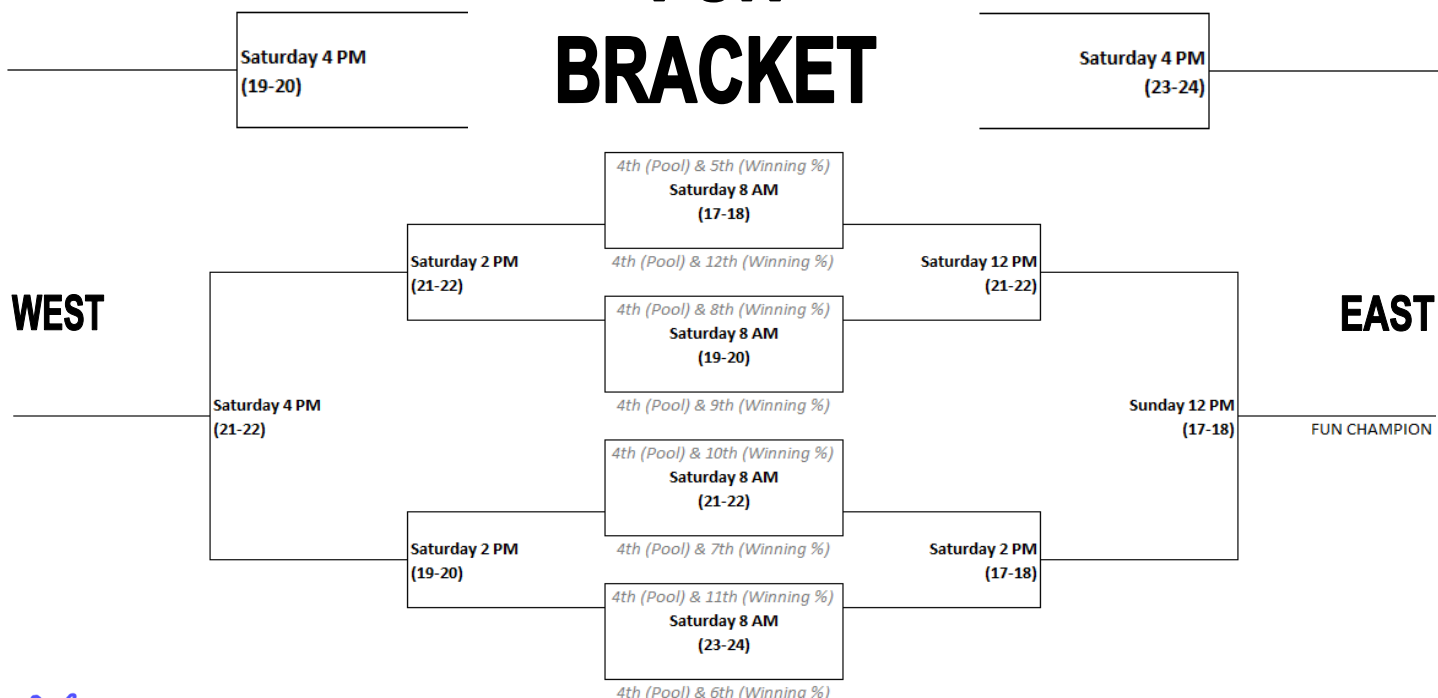 BRACKET
Saturday 4 PM
(19-20)
Saturday 4 PM
(23-24)
4th (Pool) & 5th (Winning %)
Saturday 8 AM
(17-18)
4th (Pool) & 12th (Winning %)
Saturday 2 PM
(21-22)
Saturday 12 PM
(21-22)
WEST
EAST
4th (Pool) & 8th (Winning %)
Saturday 8 AM
(19-20)
4th (Pool) & 9th (Winning %)
Saturday 4 PM
(21-22)
Sunday 12 PM
(17-18)
FUN CHAMPION
4th (Pool) & 10th (Winning %)
Saturday 8 AM
(21-22)
4th (Pool) & 7th (Winning %)
Saturday 2 PM
(19-20)
Saturday 2 PM
(17-18)
4th (Pool) & 11th (Winning %)
Saturday 8 AM
(23-24)
4th (Pool) & 6th (Winning %)